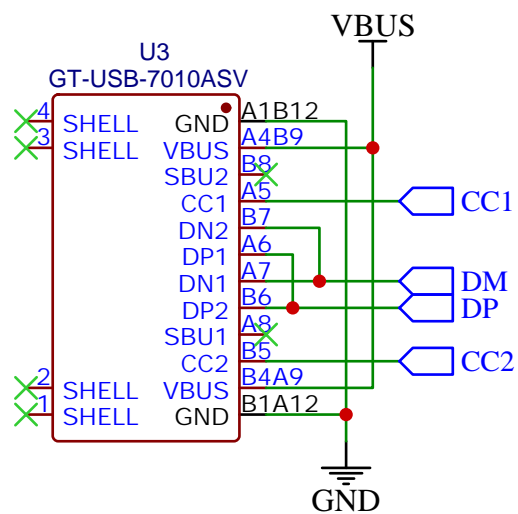 VBUS
U3
GT-USB-7010ASV
4 SHELL GND A1B12
3 SHELL VBUS A4B9
SBU2 B8
CC1 A5 CC1
DN2 B7
DP1 A6
DN1 A7 DM
DP2 B6 DP
SBU1 A8
CC2 B5 CC2
2 SHELL VBUS B4A9
1 SHELL GND B1A12
GND